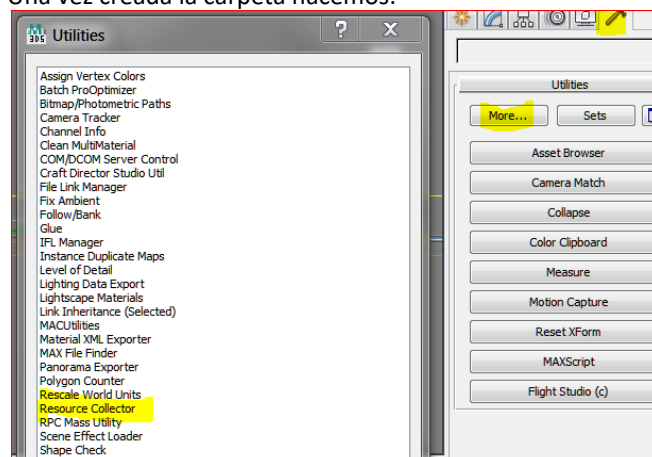 Una vez creada la carpeta hacemos:
Utilities
Assign Vertex Colors
Batch ProOptimizer
Bitmap/Photometric Paths
Camera Tracker
Channel Info
Clean MultiMaterial
COM/DCOM Server Control
Craft Director Studio Util
File Link Manager
Fix Ambient
Follow/Bank
Glue
IFL Manager
Instance Duplicate Maps
Level of Detail
Lighting Data Export
Lightscape Materials
Link Inheritance (Selected)
MACUtilities
Material XML Exporter
MAX File Finder
Panorama Exporter
Polygon Counter
Rescale World Units
Resource Collector
RPC Mass Utility
Scene Effect Loader
Shape Check
Utilities
More... Sets
Asset Browser
Camera Match
Collapse
Color Clipboard
Measure
Motion Capture
Reset XForm
MAXScript
Flight Studio (c)